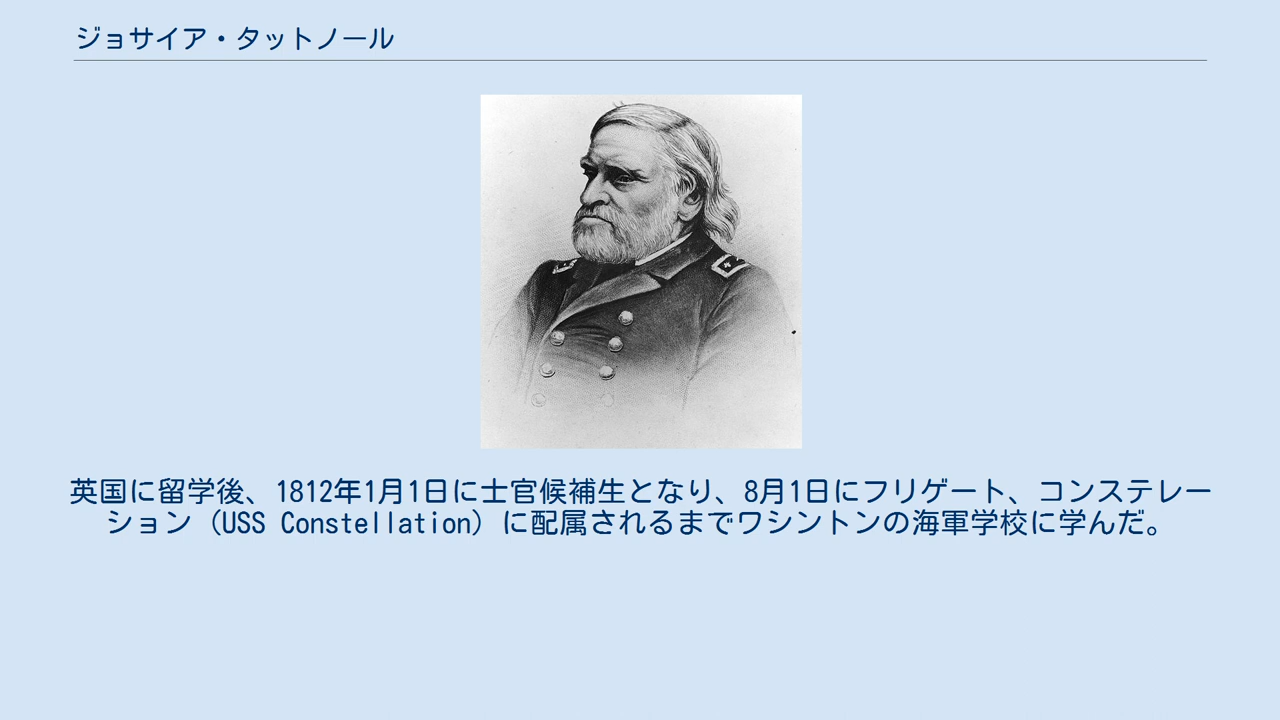 ジョサイア・タットノール
英国に留学後、1812年1月1日に士官候補生となり、8月1日にフリゲート、コンステレー
ション（USS Constellation）に配属されるまでワシントンの海軍学校に学んだ。